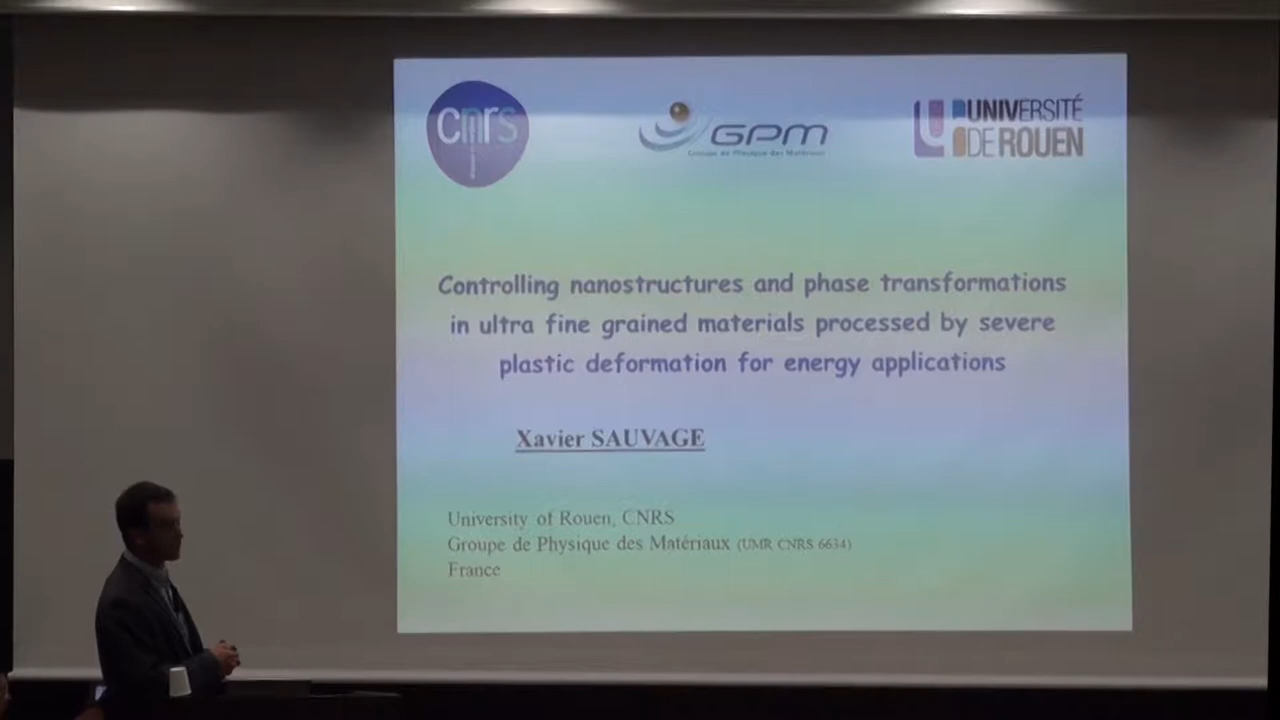 cnrs
GPM
Groupe de Physique des Matériaux
UNIVERSITÉ
DE ROUEN
Controlling nanostructures and phase transformations
in ultra fine grained materials processed by severe
plastic deformation for energy applications
Xavier SAUVAGE
University of Rouen, CNRS
Groupe de Physique des Matériaux (UMR CNRS 6634)
France